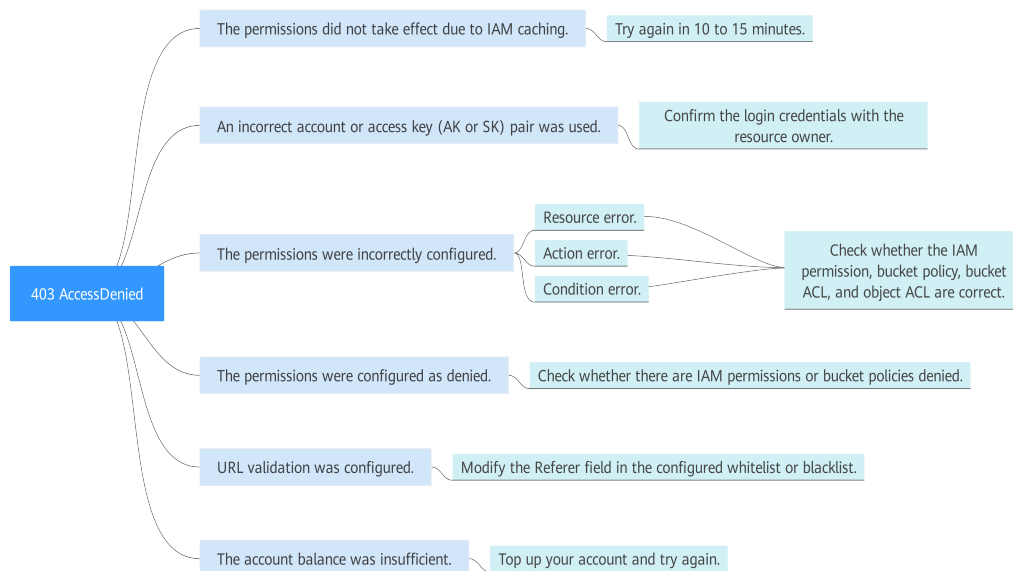 The permissions did not take effect due to IAM caching.
Try again in 10 to 15 minutes.
An incorrect account or access key (AK or SK) pair was used.
Confirm the login credentials with the
resource owner.
403 AccessDenied
The permissions were incorrectly configured.
Resource error.
Action error.
Condition error.
Check whether the IAM
permission, bucket policy, bucket
ACL, and object ACL are correct.
The permissions were configured as denied.
Check whether there are IAM permissions or bucket policies denied.
URL validation was configured.
Modify the Referer field in the configured whitelist or blacklist.
The account balance was insufficient.
Top up your account and try again.